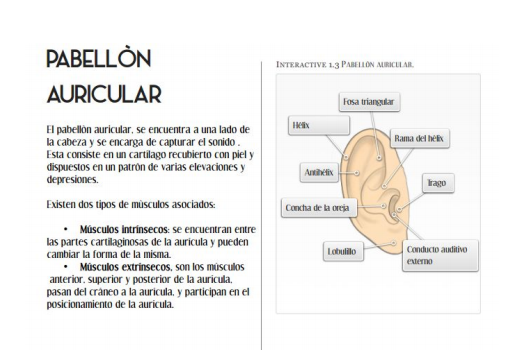 PABELLÒN
AURICULAR
El pabellòn auricular, se encuentra a una lado de
la cabeza y se encarga de capturar el sonido .
Esta consiste en un cartìlago recubierto con piel y
dispuestos en un patròn de varias elevaciones y
depresiones.
Existen dos tipos de mùsculos asociados:
• Mùsculos intrìnsecos: se encuentran entre
las partes cartilaginosas de la aurìcula y pueden
cambiar la forma de la misma.
• Mùsculos extrìnsecos, son los mùsculos
anterior, superior y posterior de la aurìcula,
pasan del cràneo a la aurìcula, y participan en el
posicionamiento de la aurìcula.
INTERACTIVE 1.3 PABELLÒN AURICULAR.
Fosa triangular
Hélix
Rama del hélix
Antihélix
Trago
Concha de la oreja
Lobulillo
Conducto auditivo
externo